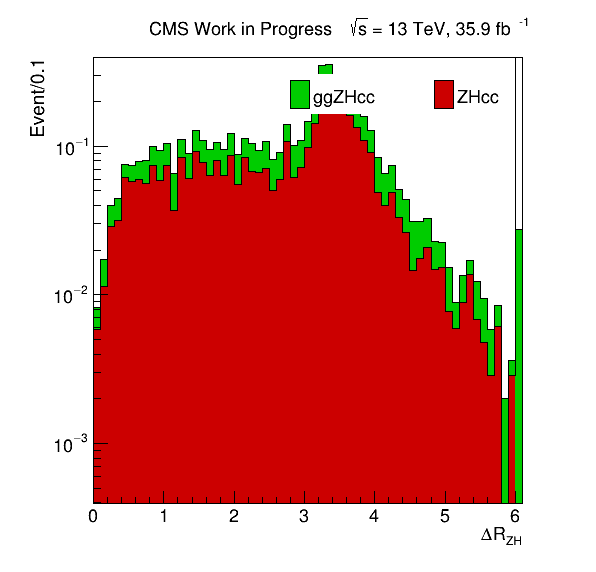 CMS Work in Progress √s = 13 TeV, 35.9 fb⁻¹
Event/0.1
ggZHcc ZHcc
10⁻¹
10⁻²
10⁻³
0 1 2 3 4 5 6
ΔR_ZH